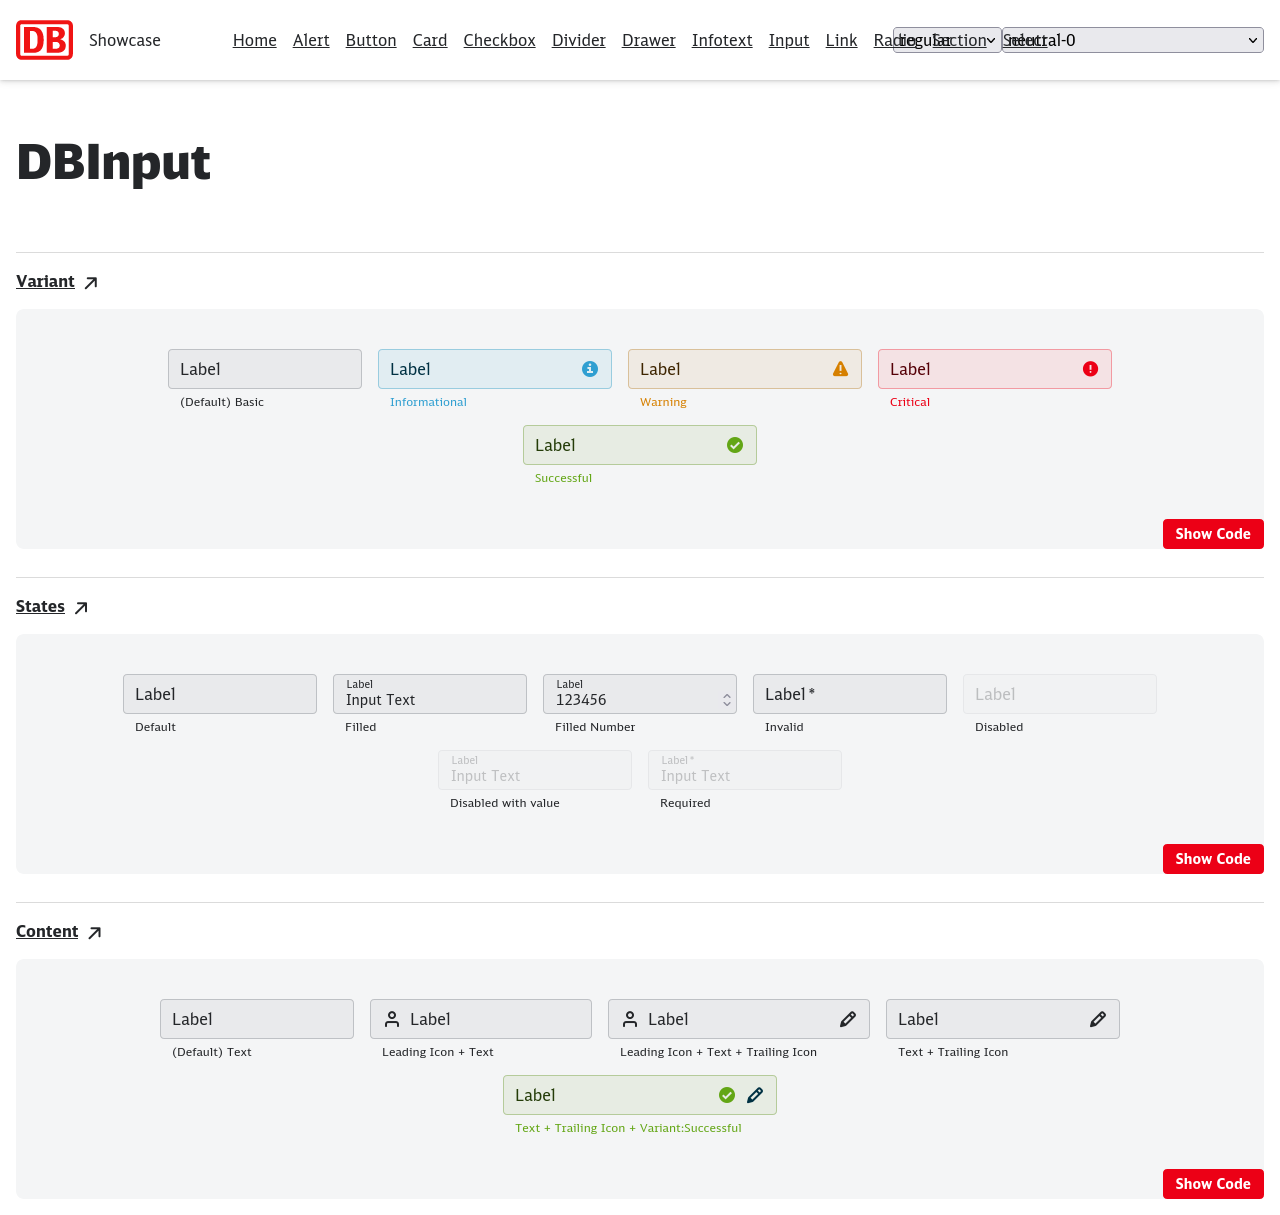 DB Showcase Home Alert Button Card Checkbox Divider Drawer Infotext Input Link Radio Section Select regular neutral-0
DBInput
Variant
Label Label Label Label
(Default) Basic Informational Warning Critical
Label
Successful
Show Code
States
Label Label Label Label * Label
Input Text 123456
Default Filled Filled Number Invalid Disabled
Label Label *
Input Text Input Text
Disabled with value Required
Show Code
Content
Label Label Label Label
(Default) Text Leading Icon + Text Leading Icon + Text + Trailing Icon Text + Trailing Icon
Label
Text + Trailing Icon + Variant:Successful
Show Code